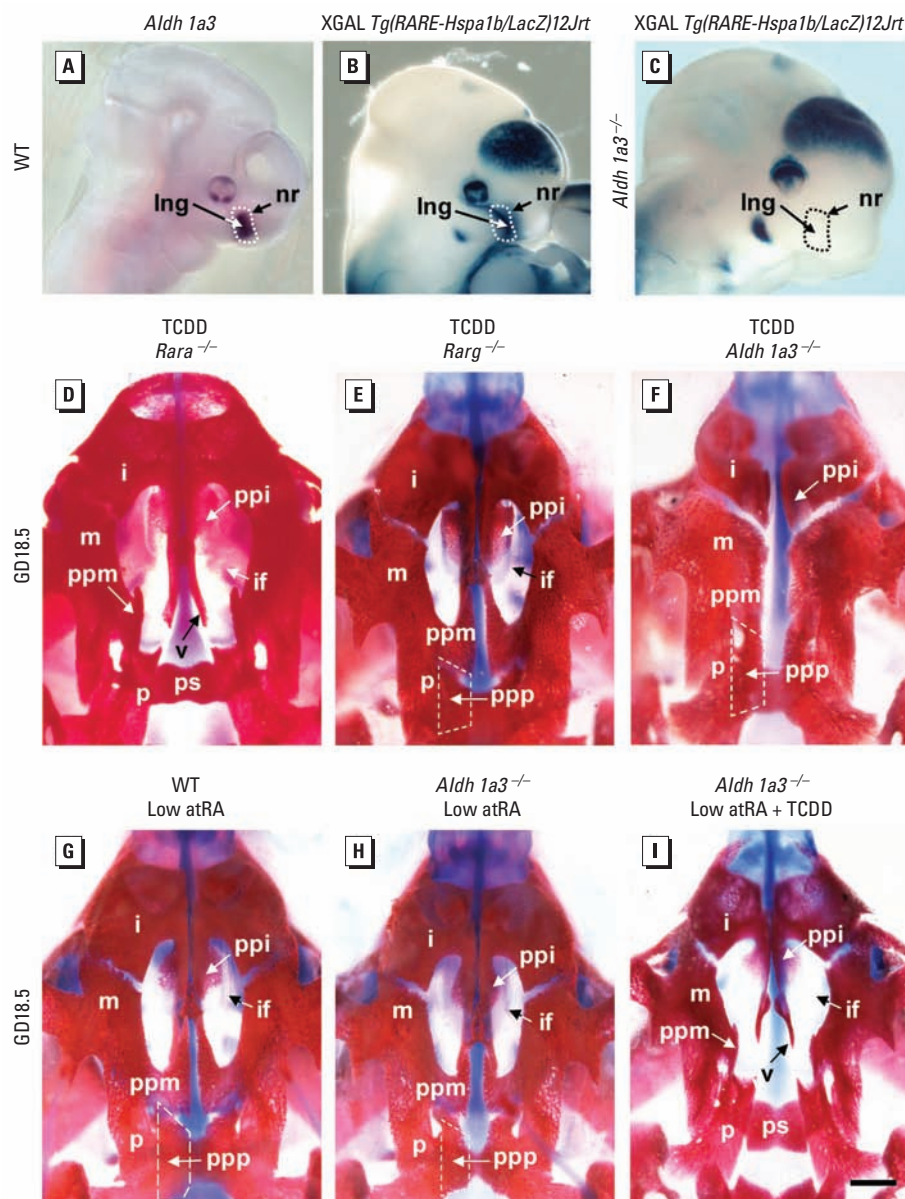 Aldh 1a3
XGAL Tg(RARE-Hspa1b/LacZ)12Jrt
XGAL Tg(RARE-Hspa1b/LacZ)12Jrt
WT
A
lng
nr
B
lng
nr
Aldh 1a3 –/–
C
lng
nr
TCDD
Rara –/–
TCDD
Rarg –/–
TCDD
Aldh 1a3 –/–
GD18.5
D
i
ppi
m
if
ppm
v
p
ps
E
i
ppi
m
if
ppm
p
ppp
F
i
ppi
m
ppm
p
ppp
WT
Low atRA
Aldh 1a3 –/–
Low atRA
Aldh 1a3 –/–
Low atRA + TCDD
GD18.5
G
i
ppi
m
if
ppm
p
ppp
H
i
ppi
m
if
ppm
p
ppp
I
i
ppi
m
if
ppm
v
p
ps